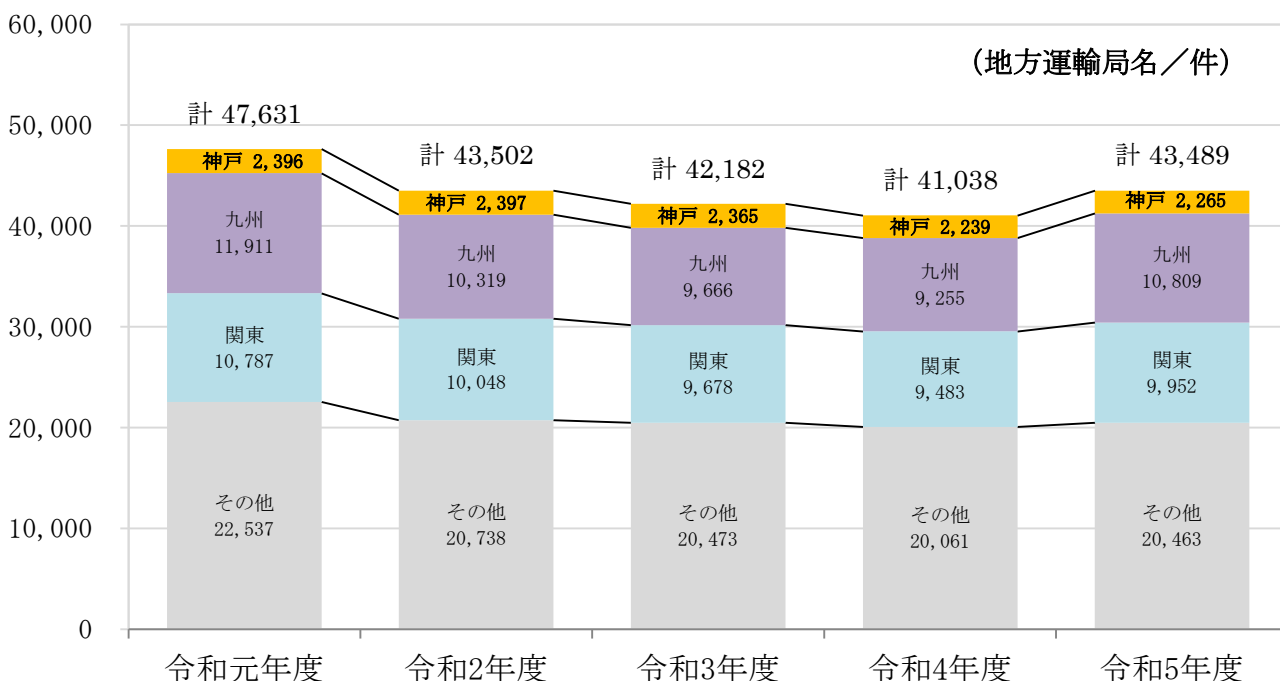 60,000
50,000
40,000
30,000
20,000
10,000
0
(地方運輸局名／件)
計 47,631
神戸 2,396
九州
11,911
関東
10,787
その他
22,537
令和元年度
計 43,502
神戸 2,397
九州
10,319
関東
10,048
その他
20,738
令和2年度
計 42,182
神戸 2,365
九州
9,666
関東
9,678
その他
20,473
令和3年度
計 41,038
神戸 2,239
九州
9,255
関東
9,483
その他
20,061
令和4年度
計 43,489
神戸 2,265
九州
10,809
関東
9,952
その他
20,463
令和5年度